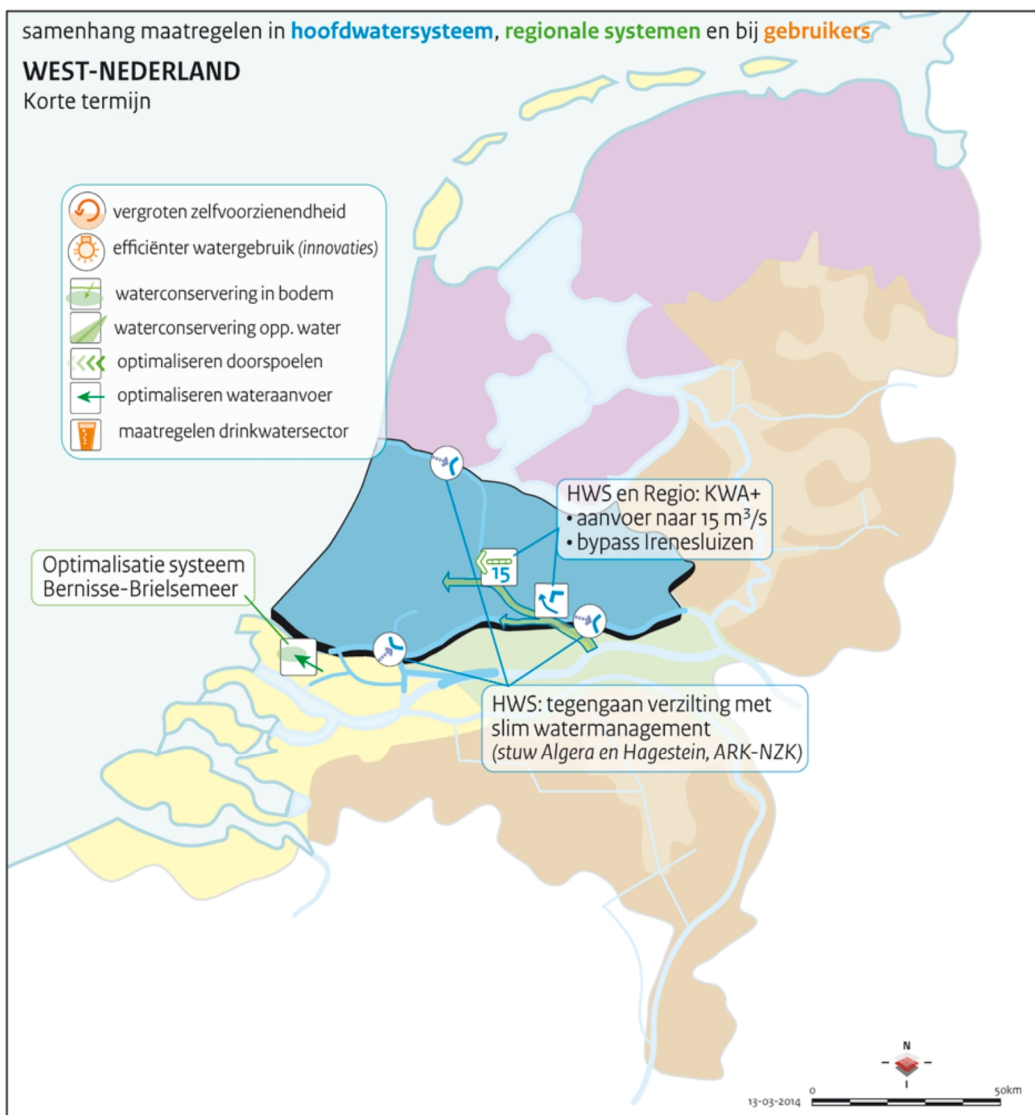 samenhang maatregelen in hoofdwatersysteem, regionale systemen en bij gebruikers
WEST-NEDERLAND
Korte termijn
vergroten zelfvoorzienendheid
efficiënter watergebruik (innovaties)
waterconservering in bodem
waterconservering opp. water
optimaliseren doorspoelen
optimaliseren wateraanvoer
maatregelen drinkwatersector
HWS en Regio: KWA+
• aanvoer naar 15 m³/s
• bypass Irenesluizen
15
Optimalisatie systeem
Bernisse-Brielsemeer
HWS: tegengaan verzilting met
slim watermanagement
(stuw Algera en Hagestein, ARK-NZK)
N
13-03-2014
0 50km